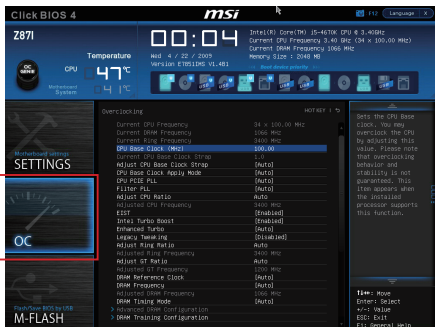 Click BIOS 4
msi
F12
Language
X
Z87I
Temperature
00:04
Wed 4 / 22 / 2009
Version E7851IMS V1.4B1
Intel(R) Core(TM) i5-4670K CPU @ 3.40GHz
Current CPU Frequency 3.40 GHz (34 x 100.00 MHz)
Current DRAM Frequency 1066 MHz
Memory Size : 2048 MB
Boot device priority
OC
GENIE
CPU
47°C
Motherboard
System
USB
USB
USB
Overclocking
HOT KEY
Current CPU Frequency 34 x 100.00 MHz
Current DRAM Frequency 1066 MHz
Current Ring Frequency 3400 MHz
CPU Base Clock (MHz) 100.00
Current CPU Base Clock Strap 1.0
Adjust CPU Base Clock Strap [Auto]
CPU Base Clock Apply Mode [Auto]
CPU PCIE PLL [Auto]
Filter PLL [Auto]
Adjust CPU Ratio Auto
Adjusted CPU Frequency 3400 MHz
EIST [Enabled]
Intel Turbo Boost [Enabled]
Enhanced Turbo [Auto]
Legacy Tweaking [Disabled]
Adjust Ring Ratio Auto
Adjusted Ring Frequency 3400 MHz
Adjust GT Ratio Auto
Adjusted GT Frequency 1200 MHz
DRAM Reference Clock [Auto]
DRAM Frequency [Auto]
Adjusted DRAM Frequency 1066 MHz
DRAM Timing Mode [Auto]
> Advanced DRAM Configuration
> DRAM Training Configuration
Motherboard settings
SETTINGS
OC
Flash/Save BIOS by USB
M-FLASH
Sets the CPU Base
clock. You may
overclock the CPU
by adjusting this
value. Please note
that overclocking
behavior and
stability is not
guaranteed. This
item appears when
the installed
processor supports
this function.
↑↓←→: Move
Enter: Select
+/-: Value
ESC: Exit
F1: General Help